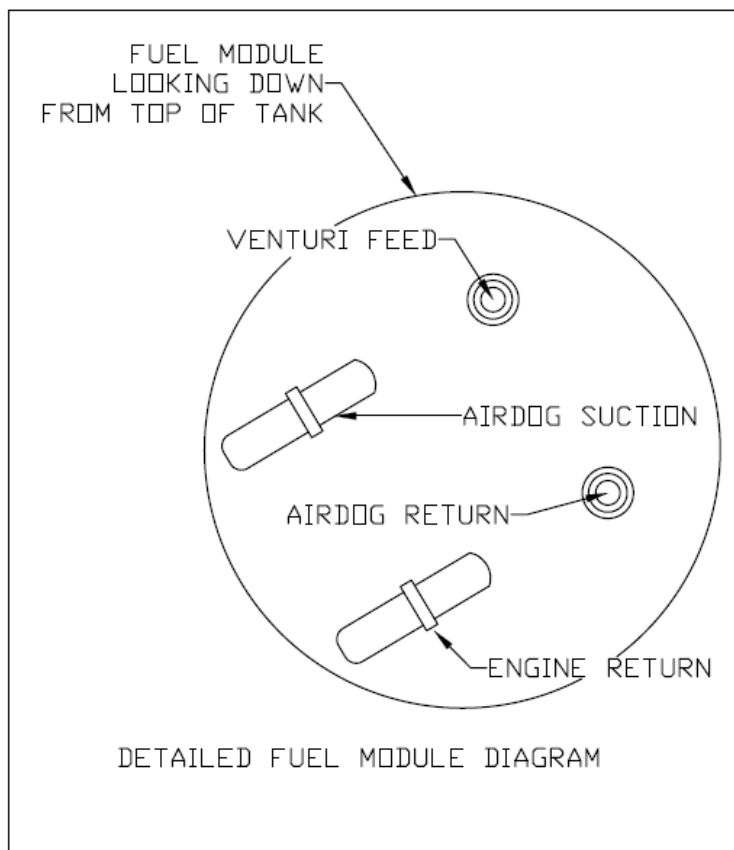 FUEL MODULE
LOOKING DOWN
FROM TOP OF TANK
VENTURI FEED
AIRDOG SUCTION
AIRDOG RETURN
ENGINE RETURN
DETAILED FUEL MODULE DIAGRAM